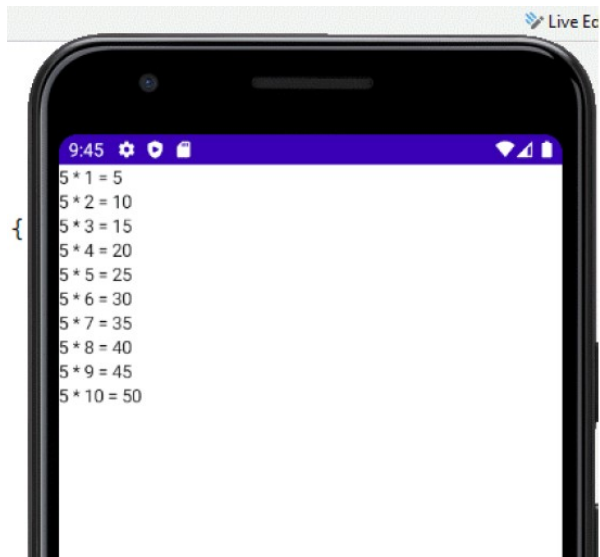 Live Ed
9:45
{
5 * 1 = 5
5 * 2 = 10
5 * 3 = 15
5 * 4 = 20
5 * 5 = 25
5 * 6 = 30
5 * 7 = 35
5 * 8 = 40
5 * 9 = 45
5 * 10 = 50